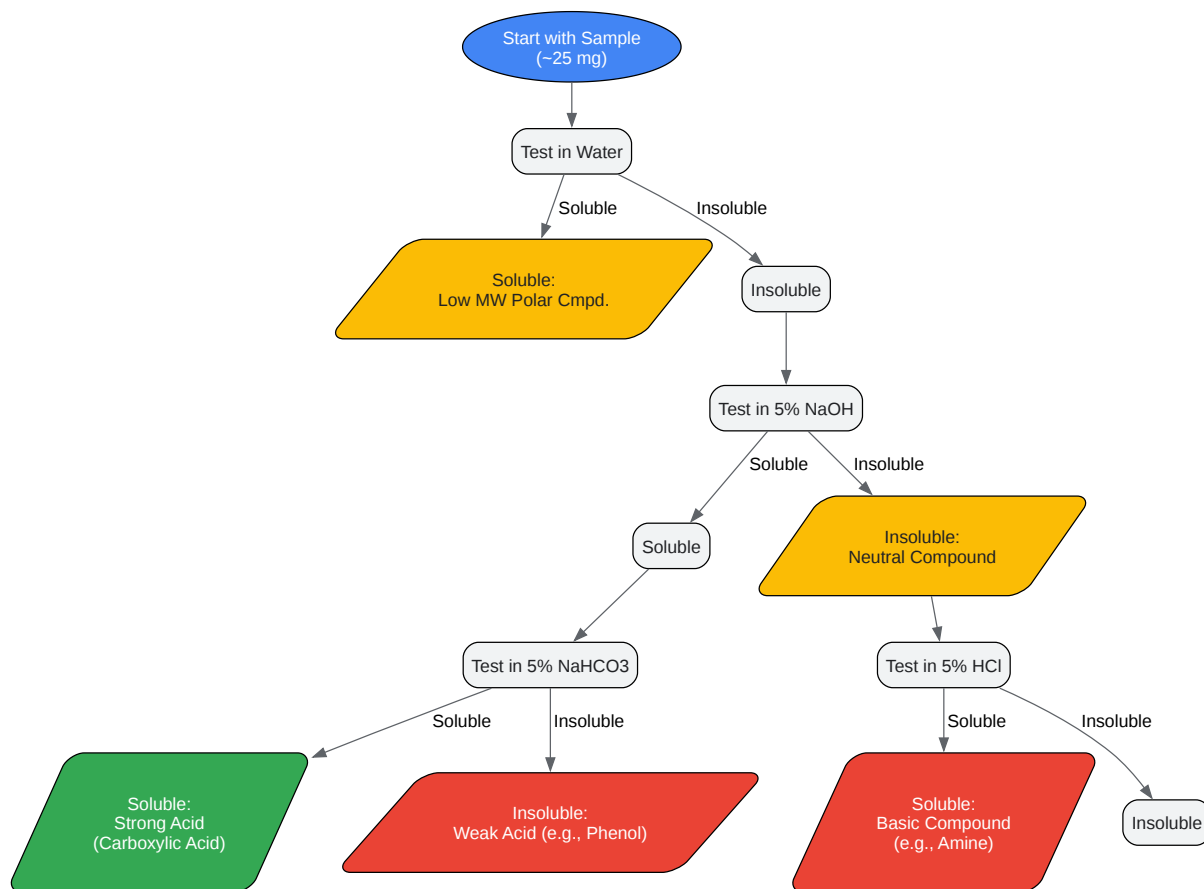 Start with Sample
(~25 mg)
Test in Water
Soluble
Insoluble
Soluble:
Low MW Polar Cmpd.
Insoluble
Test in 5% NaOH
Soluble
Insoluble
Soluble
Insoluble:
Neutral Compound
Test in 5% NaHCO3
Test in 5% HCl
Soluble
Insoluble
Soluble
Insoluble
Soluble:
Strong Acid
(Carboxylic Acid)
Insoluble:
Weak Acid (e.g., Phenol)
Soluble:
Basic Compound
(e.g., Amine)
Insoluble